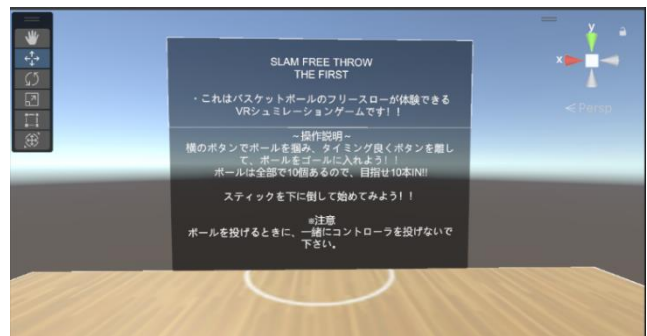 SLAM FREE THROW
THE FIRST
・これはバスケットボールのフリースローが体験できる
VRシュミレーションゲームです！！
~操作説明~
横のボタンでボールを掴み、タイミング良くボタンを離し
て、ボールをゴールに入れよう！！
ボールは全部で10個あるので、目指せ10本IN!!
スティックを下に倒して始めてみよう！！
※注意
ボールを投げるときに、一緒にコントローラを投げないで
下さい。
y
x
Persp